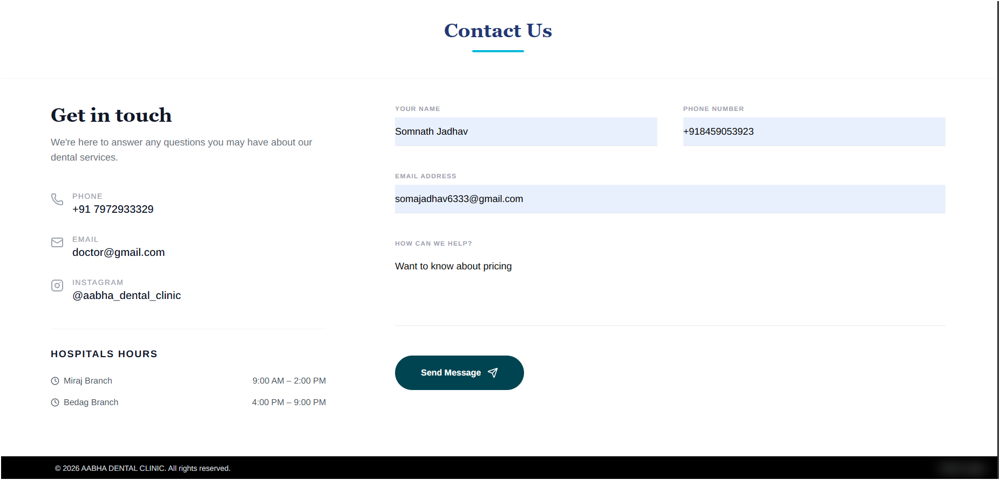 Contact Us
Get in touch
We're here to answer any questions you may have about our
dental services.
PHONE
+91 7972933329
EMAIL
doctor@gmail.com
INSTAGRAM
@aabha_dental_clinic
HOSPITALS HOURS
Miraj Branch 9:00 AM – 2:00 PM
Bedag Branch 4:00 PM – 9:00 PM
YOUR NAME
Somnath Jadhav
PHONE NUMBER
+918459053923
EMAIL ADDRESS
somajadhav6333@gmail.com
HOW CAN WE HELP?
Want to know about pricing
Send Message
© 2026 AABHA DENTAL CLINIC. All rights reserved.